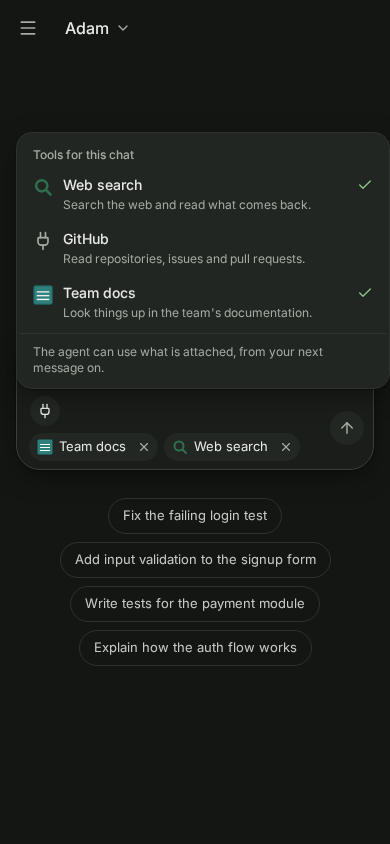 Adam
Tools for this chat
Web search
Search the web and read what comes back.
GitHub
Read repositories, issues and pull requests.
Team docs
Look things up in the team's documentation.
The agent can use what is attached, from your next
message on.
Team docs
Web search
Fix the failing login test
Add input validation to the signup form
Write tests for the payment module
Explain how the auth flow works